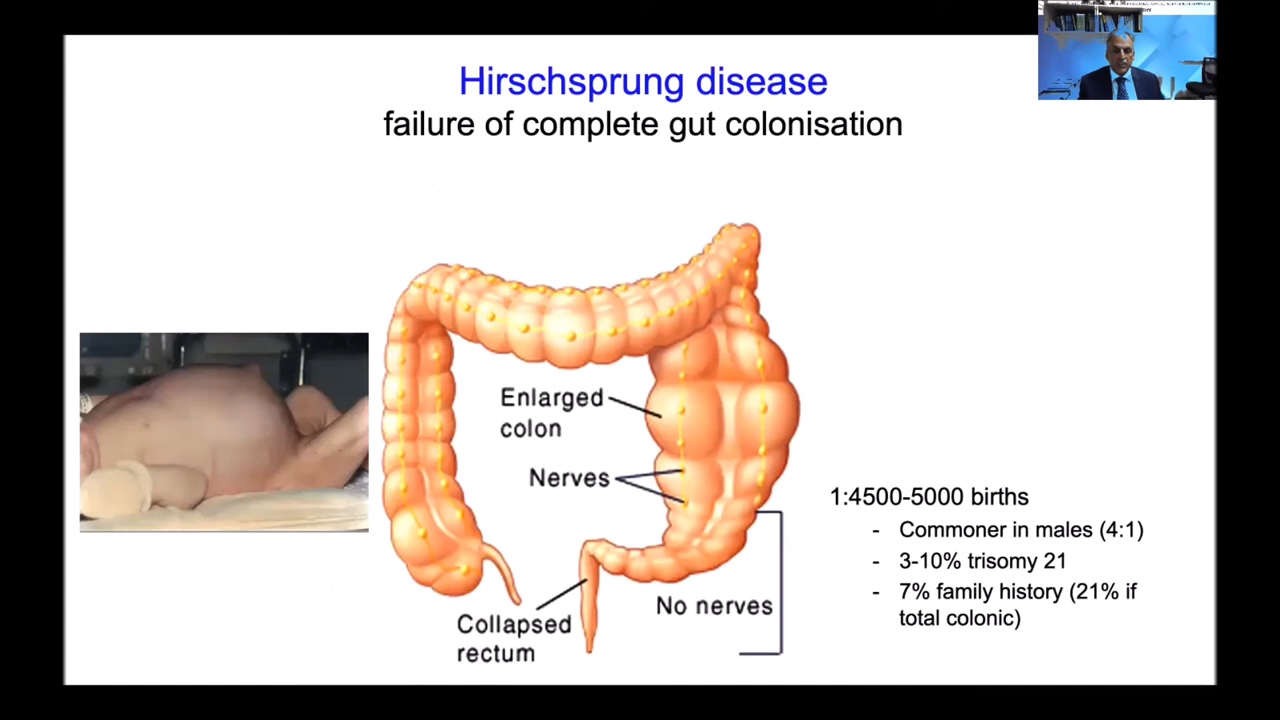 Hirschsprung disease
failure of complete gut colonisation
Enlarged
colon
Nerves
Collapsed
rectum
No nerves
1:4500-5000 births
- Commoner in males (4:1)
- 3-10% trisomy 21
- 7% family history (21% if
total colonic)